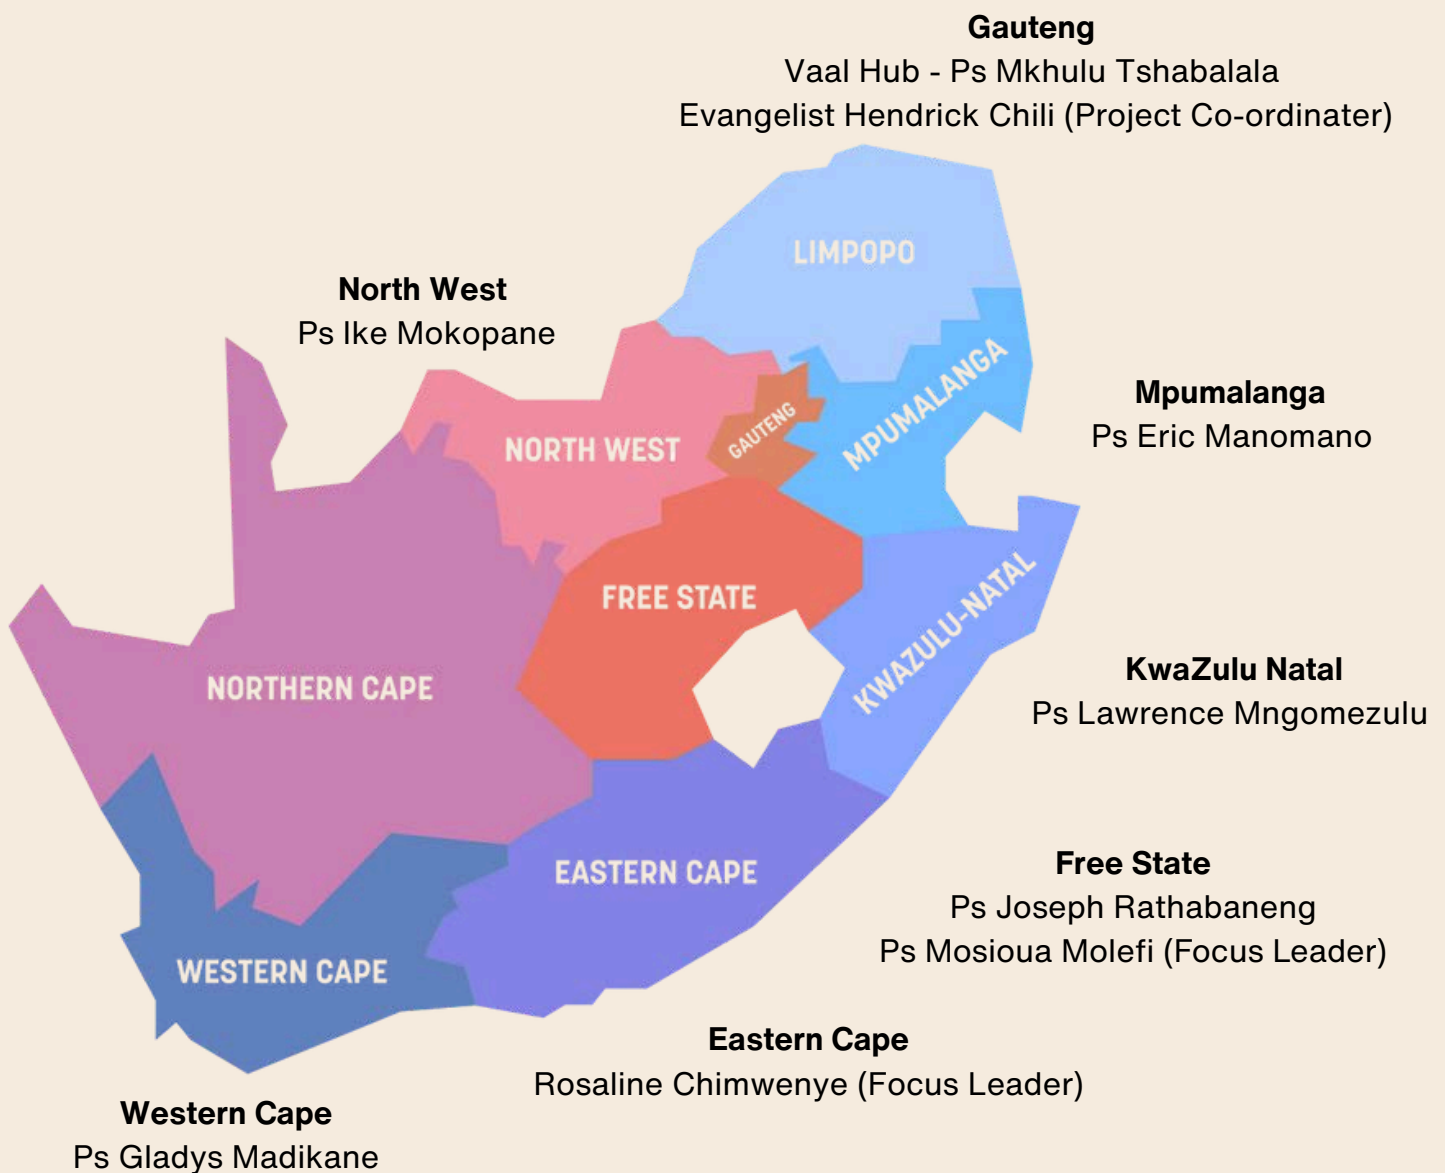 Gauteng
Vaal Hub - Ps Mkhulu Tshabalala
Evangelist Hendrick Chili (Project Co-ordinater)
LIMPOPO
North West
Ps Ike Mokopane
MPUMALANGA
Mpumalanga
Ps Eric Manomano
GAUTENG
NORTH WEST
FREE STATE
KWAZULU-NATAL
KwaZulu Natal
Ps Lawrence Mngomezulu
NORTHERN CAPE
EASTERN CAPE
Free State
Ps Joseph Rathabaneng
Ps Mosioua Molefi (Focus Leader)
WESTERN CAPE
Eastern Cape
Rosaline Chimwenye (Focus Leader)
Western Cape
Ps Gladys Madikane